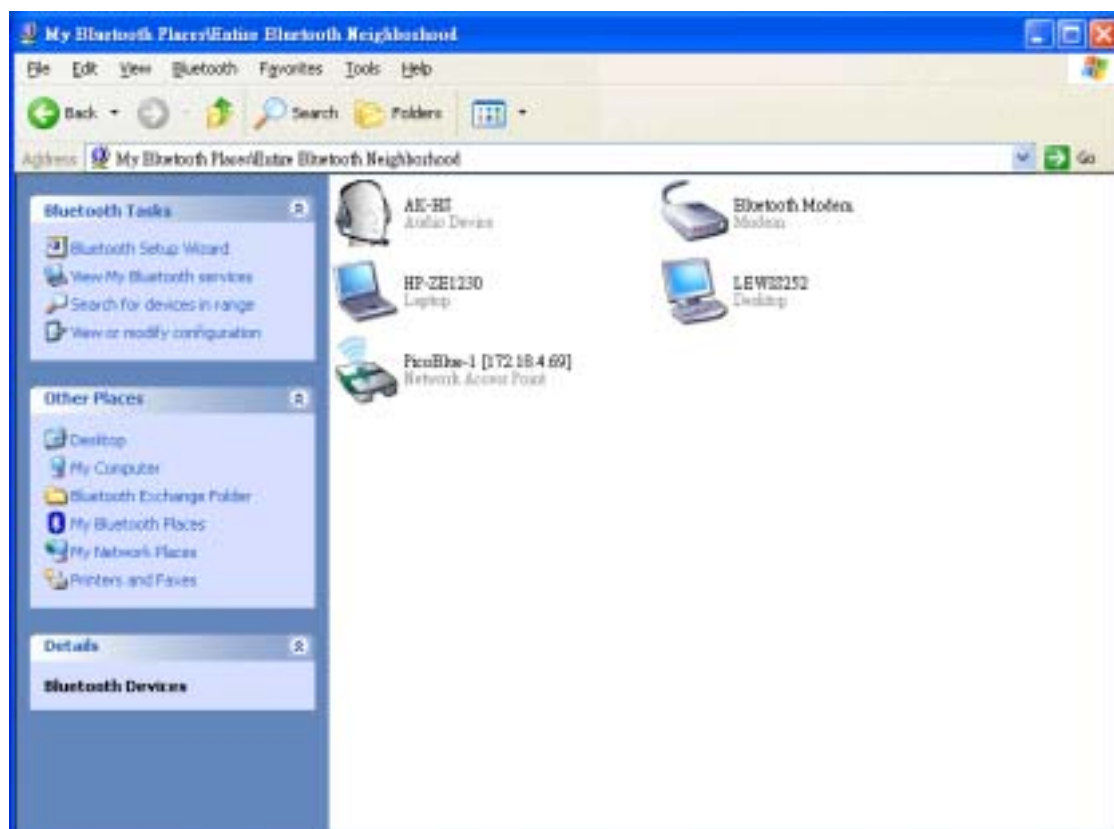 My Bluetooth Places\Entire Bluetooth Neighborhood
File Edit View Bluetooth Favorites Tools Help
Back Search Folders
Address My Bluetooth Places\Entire Bluetooth Neighborhood Go
Bluetooth Tasks
Bluetooth Setup Wizard
View My Bluetooth services
Search for devices in range
View or modify configuration
Other Places
Desktop
My Computer
Bluetooth Exchange Folder
My Bluetooth Places
My Network Places
Printers and Faxes
Details
Bluetooth Devices
Audio Device
Bluetooth Modem
Modem
HP-ZE1230
Laptop
Desktop
PicoBlue-1 [172.18.4.69]
Network Access Point